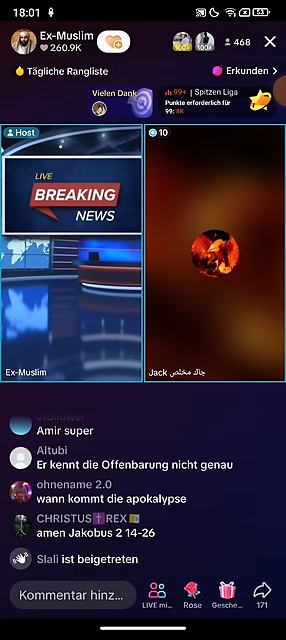 18:01
53
Ex-Muslim
260.9K
100+
100+
468
Tägliche Rangliste
Erkunden
Vielen Dank
99+ | Spitzen Liga
Punkte erforderlich für
99: 8K
Host
10
LIVE
BREAKING
NEWS
Ex-Muslim
Jack جاك مخلص
Amir super
Altubi
Er kennt die Offenbarung nicht genau
ohnename 2.0
wann kommt die apokalypse
CHRISTUS✝️REX🇻🇦
amen Jakobus 2 14-26
Slali ist beigetreten
Kommentar hinz...
LIVE mi...
Rose
Gesche...
171